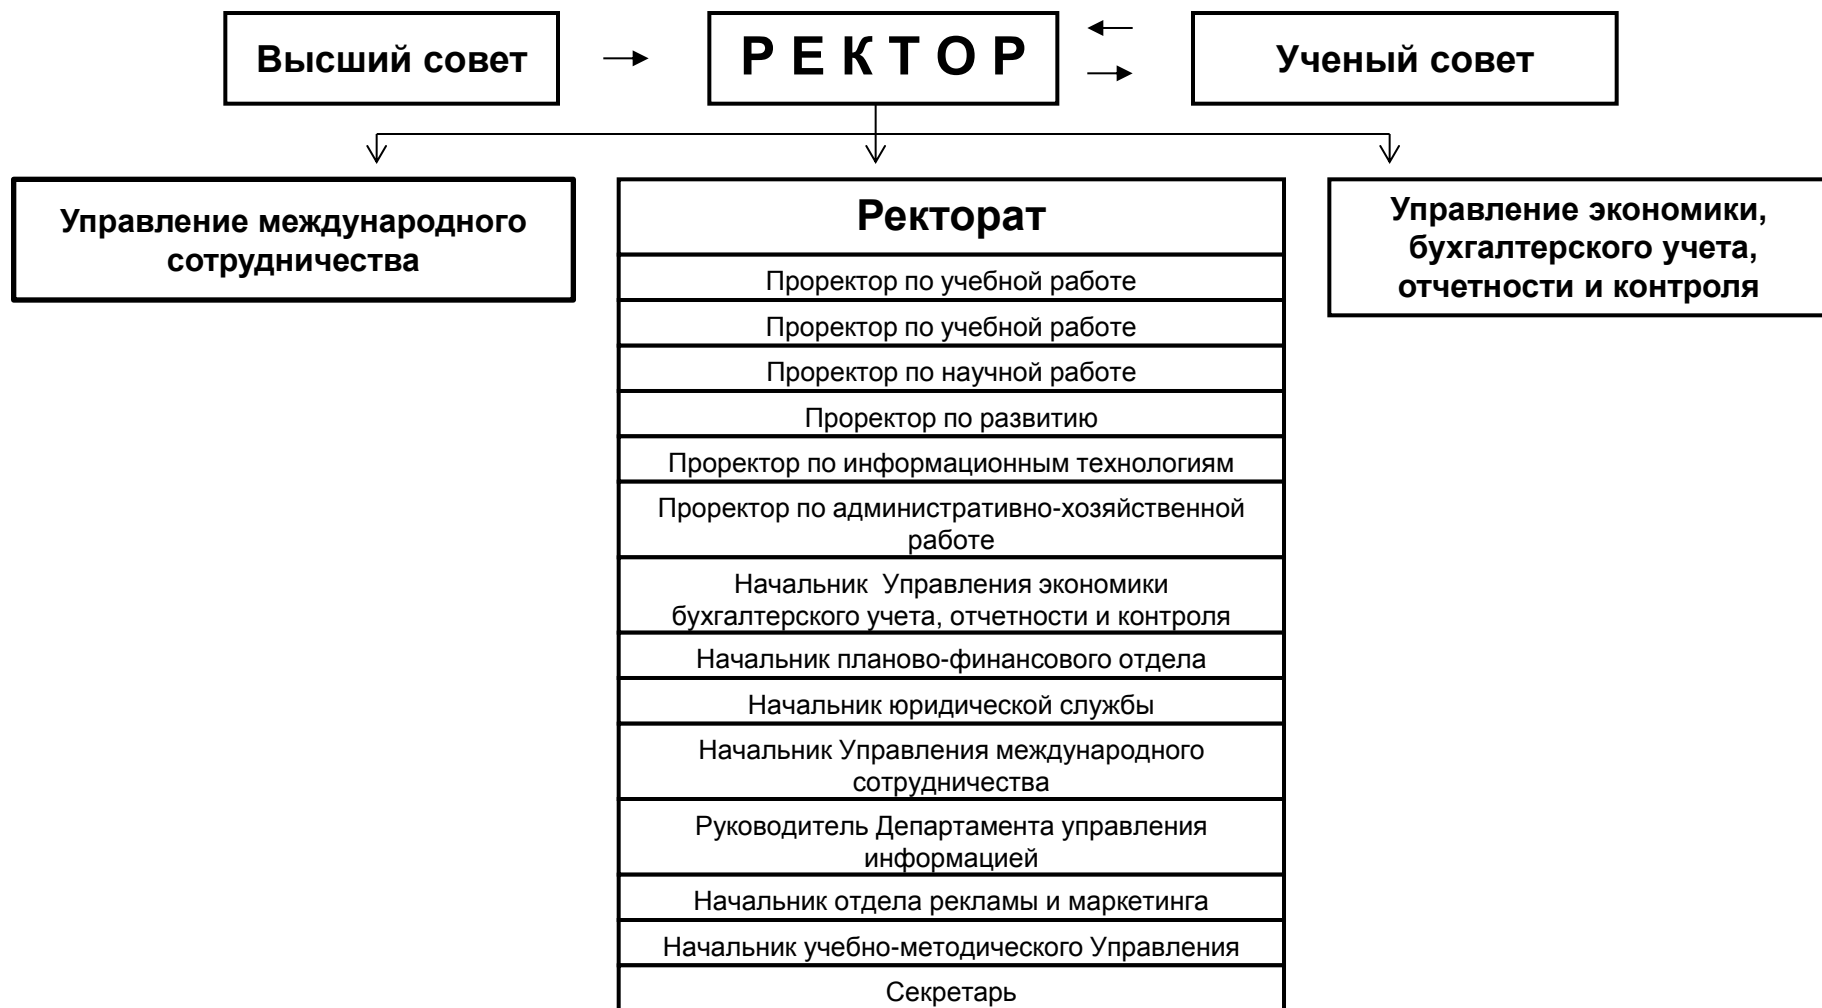 Высший совет
Р Е К Т О Р
Ученый совет
Управление международного
сотрудничества
Ректорат
Проректор по учебной работе
Проректор по учебной работе
Проректор по научной работе
Проректор по развитию
Проректор по информационным технологиям
Проректор по административно-хозяйственной
работе
Начальник Управления экономики
бухгалтерского учета, отчетности и контроля
Начальник планово-финансового отдела
Начальник юридической службы
Начальник Управления международного
сотрудничества
Руководитель Департамента управления
информацией
Начальник отдела рекламы и маркетинга
Начальник учебно-методического Управления
Секретарь
Управление экономики,
бухгалтерского учета,
отчетности и контроля